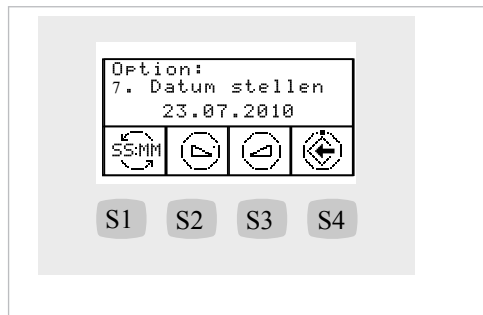 Option:
7. Datum stellen
23.07.2010
SS:MM
S1 S2 S3 S4